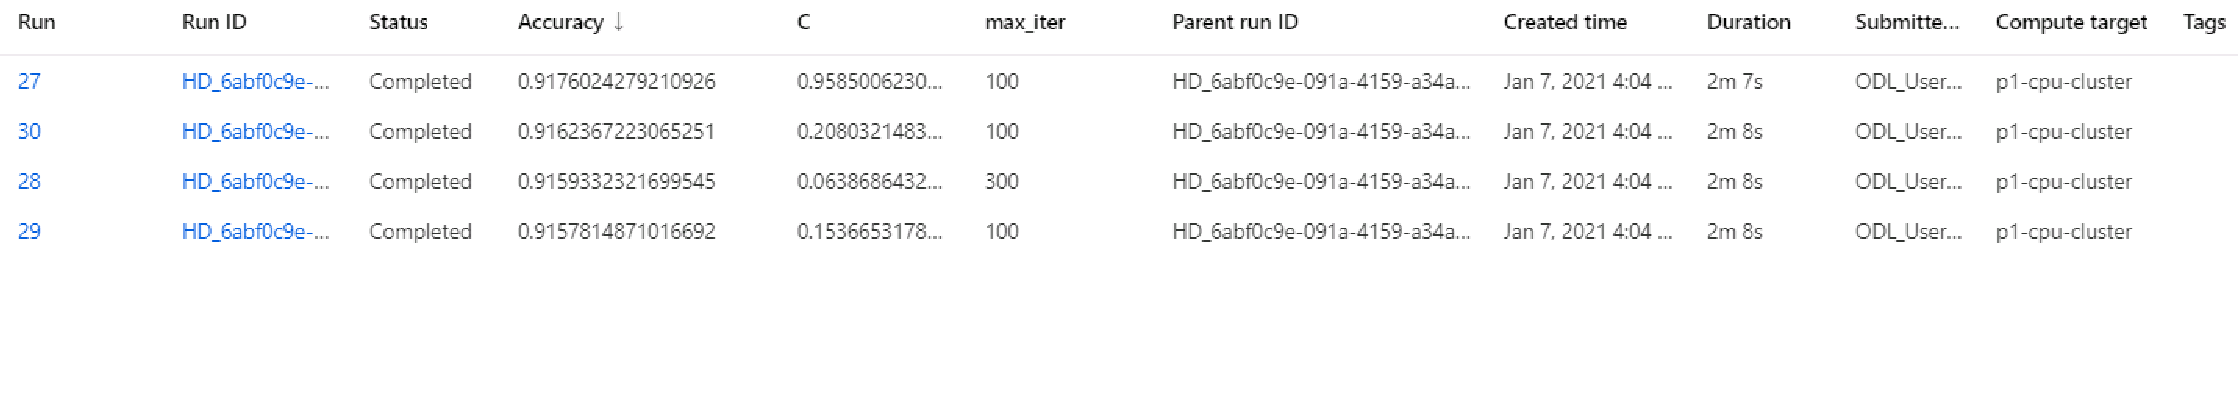 Run Run ID Status Accuracy ↓ C max_iter Parent run ID Created time Duration Submitte... Compute target Tags
27 HD_6abf0c9e-... Completed 0.9176024279210926 0.9585006230... 100 HD_6abf0c9e-091a-4159-a34a... Jan 7, 2021 4:04 ... 2m 7s ODL_User... p1-cpu-cluster
30 HD_6abf0c9e-... Completed 0.9162367223065251 0.2080321483... 100 HD_6abf0c9e-091a-4159-a34a... Jan 7, 2021 4:04 ... 2m 8s ODL_User... p1-cpu-cluster
28 HD_6abf0c9e-... Completed 0.9159332321699545 0.0638686432... 300 HD_6abf0c9e-091a-4159-a34a... Jan 7, 2021 4:04 ... 2m 8s ODL_User... p1-cpu-cluster
29 HD_6abf0c9e-... Completed 0.9157814871016692 0.1536653178... 100 HD_6abf0c9e-091a-4159-a34a... Jan 7, 2021 4:04 ... 2m 8s ODL_User... p1-cpu-cluster